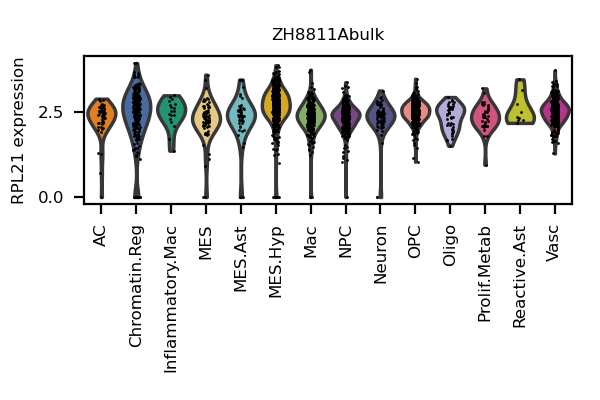 ZH8811Abulk
RPL21 expression
2.5
0.0
AC
Chromatin.Reg
Inflammatory.Mac
MES
MES.Ast
MES.Hyp
Mac
NPC
Neuron
OPC
Oligo
Prolif.Metab
Reactive.Ast
Vasc